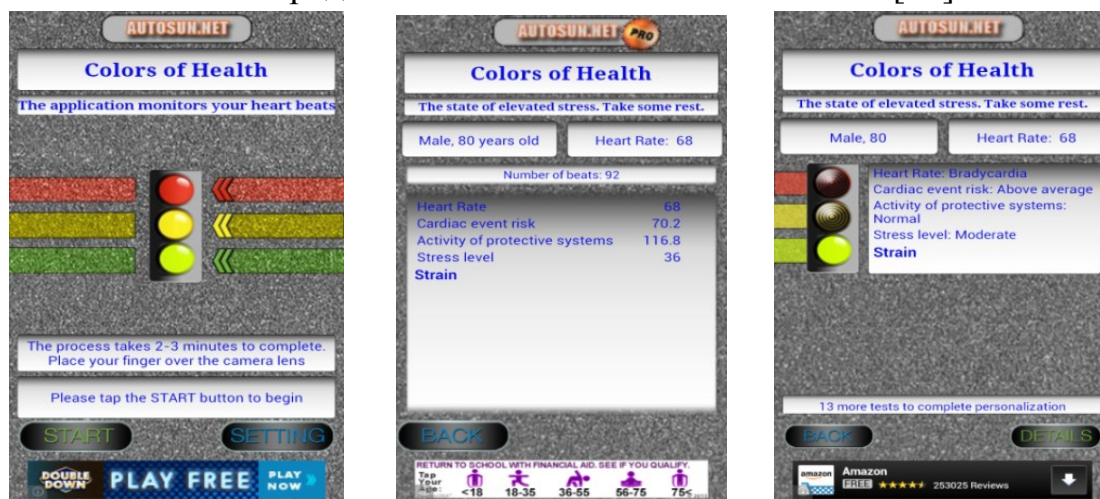 AUTOSUN.NET
Colors of Health
The application monitors your heart beats
The process takes 2-3 minutes to complete.
Place your finger over the camera lens
Please tap the START button to begin
START
SETTING
DOUBLE
DOWN
PLAY FREE
PLAY
NOW
AUTOSUN.NET PRO
Colors of Health
The state of elevated stress. Take some rest.
Male, 80 years old
Heart Rate: 68
Number of beats: 92
Heart Rate 68
Cardiac event risk 70.2
Activity of protective systems 116.8
Stress level 36
Strain
BACK
RETURN TO SCHOOL WITH FINANCIAL AID. SEE IF YOU QUALIFY.
Tap
Your
Age:
<18 18-35 36-55 56-75 75<
AUTOSUN.NET
Colors of Health
The state of elevated stress. Take some rest.
Male, 80
Heart Rate: 68
Heart Rate: Bradycardia
Cardiac event risk: Above average
Activity of protective systems:
Normal
Stress level: Moderate
Strain
13 more tests to complete personalization
BACK
DETAILS
amazon
Amazon
FREE 253025 Reviews